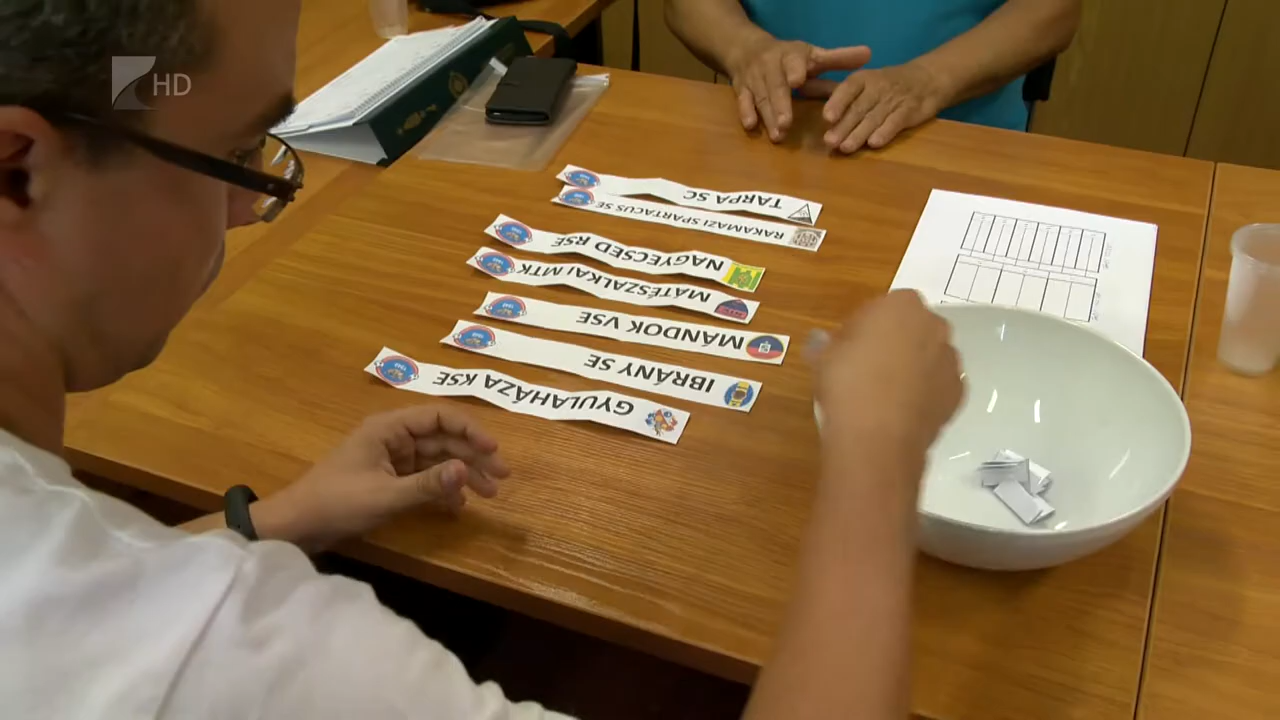 HD
TARPA SC
RAKAMAZI SPARTACUS SE
NAGYECSED RSE
MÁTÉSZALKAI MTK
MÁNDOK VSE
IBRÁNY SE
GYULAHÁZA KSE